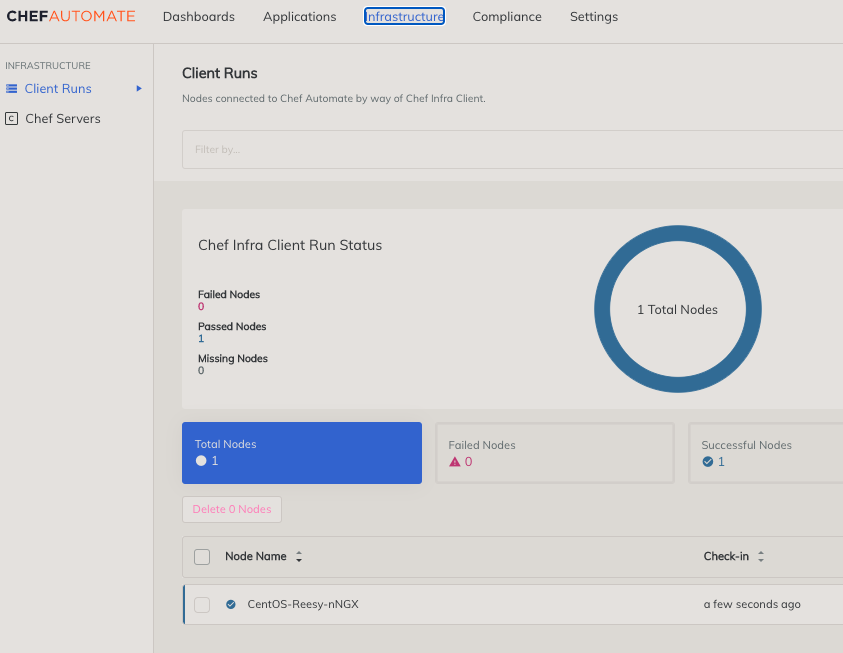 CHEFAUTOMATE Dashboards Applications Infrastructure Compliance Settings
INFRASTRUCTURE
Client Runs
Chef Servers
Client Runs
Nodes connected to Chef Automate by way of Chef Infra Client.
Filter by...
Chef Infra Client Run Status
Failed Nodes
0
Passed Nodes
1
Missing Nodes
0
1 Total Nodes
Total Nodes
1
Failed Nodes
0
Successful Nodes
1
Delete 0 Nodes
Node Name Check-in
CentOS-Reesy-nNGX a few seconds ago